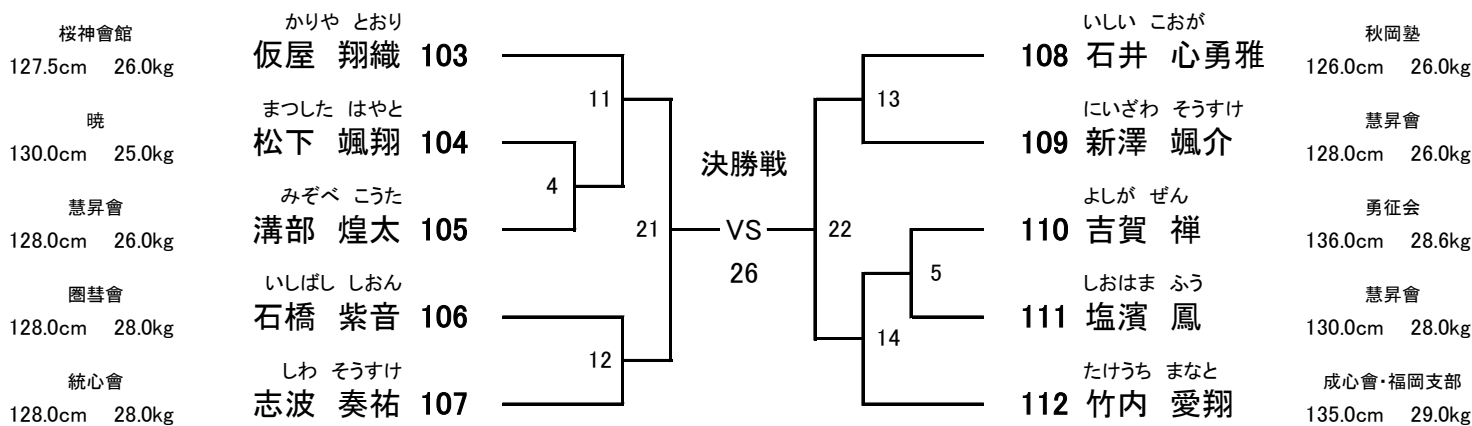 かりや とおり
桜神會館
仮屋 翔織 103
127.5cm 26.0kg
11
まつした はやと
暁
松下 颯翔 104
130.0cm 25.0kg
4
みぞべ こうた
慧昇會
溝部 煌太 105
128.0cm 26.0kg
21
いしばし しおん
圏彗會
石橋 紫音 106
128.0cm 28.0kg
12
しわ そうすけ
統心會
志波 奏祐 107
128.0cm 28.0kg
決勝戦
VS
26
いしい こおが
108 石井 心勇雅
秋岡塾
126.0cm 26.0kg
13
にいざわ そうすけ
109 新澤 颯介
慧昇會
128.0cm 26.0kg
22
よしが ぜん
110 吉賀 禅
勇征会
136.0cm 28.6kg
5
しおはま ふう
111 塩濱 鳳
慧昇會
130.0cm 28.0kg
14
たけうち まなと
112 竹内 愛翔
成心會・福岡支部
135.0cm 29.0kg